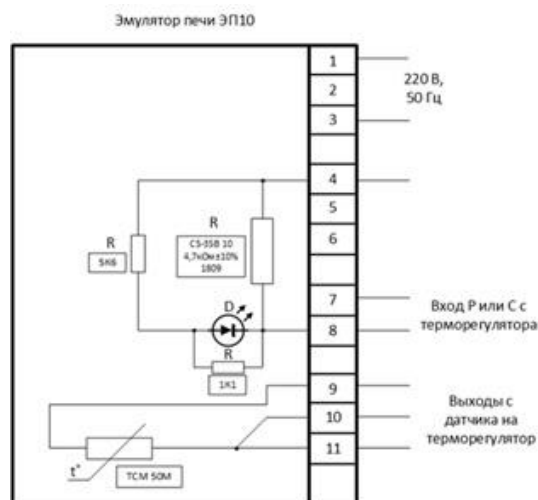 Эмулятор печи ЭП10
1
2
3
220 В,
50 Гц
4
5
6
R
5К6
R
С5-35В 10
4,7кОм±10%
1809
7
8
Вход Р или С с
терморегулятора
D
R
1К1
9
10
11
Выходы с
датчика на
терморегулятор
t°
ТСМ 50М